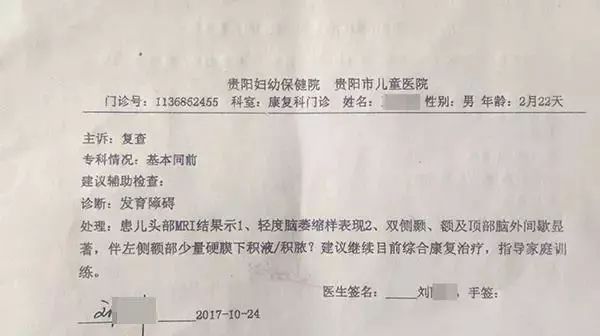 贵阳妇幼保健院 贵阳市儿童医院
门诊号：1136862455 科室：康复科门诊 姓名： 性别：男 年龄：2月22天
主诉：复查
专科情况：基本同前
建议辅助检查：
诊断：发育障碍
处理：患儿头部MRI结果示1、轻度脑萎缩样表现2、双侧颞、额及顶部脑外间歇显
著，伴左侧额部少量硬膜下积液/积脓？建议继续目前综合康复治疗，指导家庭训
练。
医生签名：刘 手签：
2017-10-24